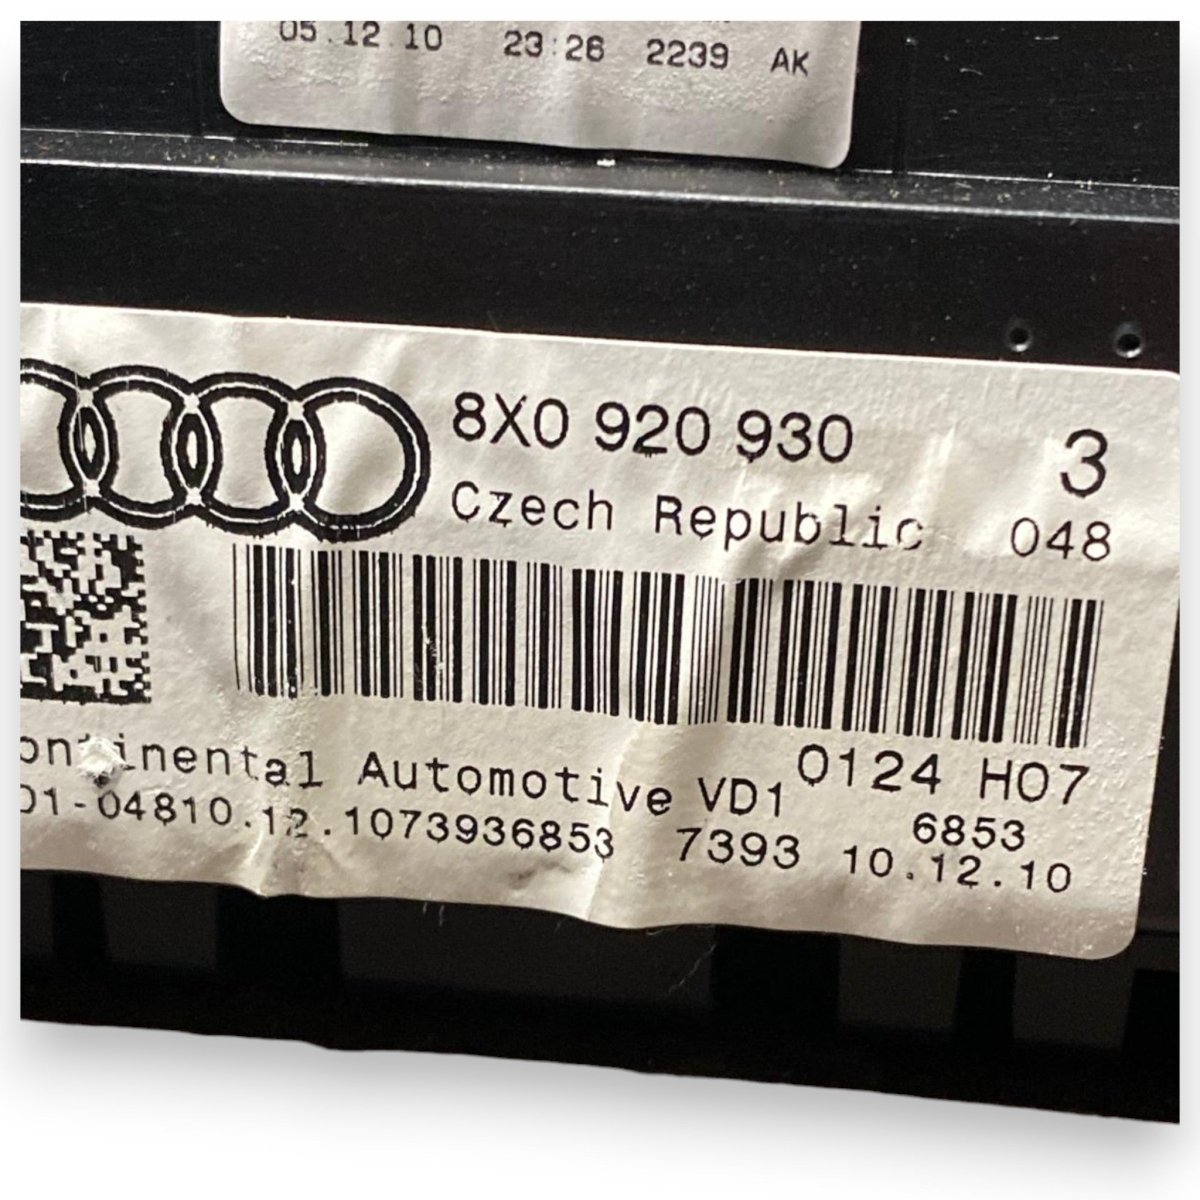 05.12.10 23:26 2239 AK
8X0 920 930 3
Czech Republic 048
ontinental Automotive VD1 0124 H07
01-04810.12.1073936853 7393 6853
10.12.10